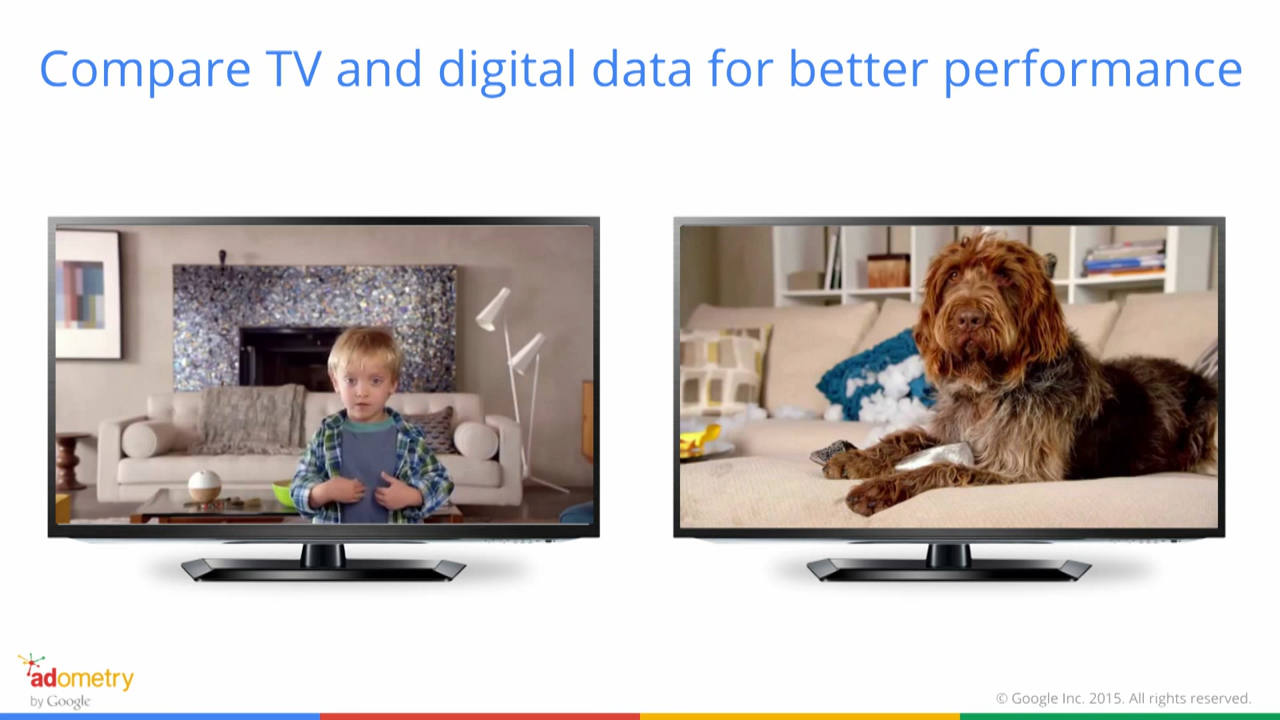 Compare TV and digital data for better performance
adometry
by Google
© Google Inc. 2015. All rights reserved.